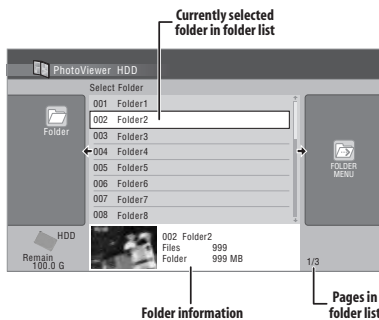 Currently selected
folder in folder list
PhotoViewer HDD
Select Folder
Folder
001 Folder1
002 Folder2
003 Folder3
004 Folder4
005 Folder5
006 Folder6
007 Folder7
008 Folder8
FOLDER
MENU
HDD
Remain
100.0 G
002 Folder2
Files 999
Folder 999 MB
1/3
Folder information
Pages in
folder list